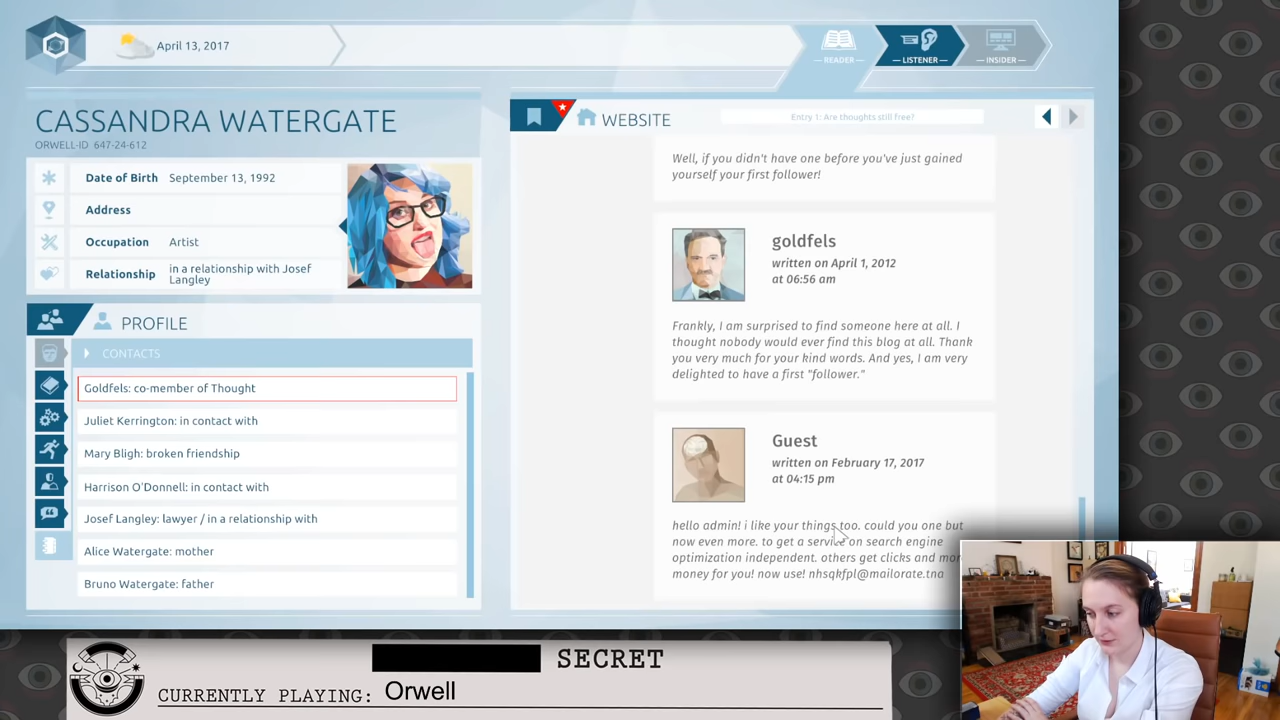 April 13, 2017
READER
LISTENER
INSIDER
CASSANDRA WATERGATE
ORWELL-ID 647-24-612
Date of Birth September 13, 1992
Address
Occupation Artist
Relationship in a relationship with Josef
Langley
PROFILE
CONTACTS
Goldfels: co-member of Thought
Juliet Kerrington: in contact with
Mary Bligh: broken friendship
Harrison O'Donnell: in contact with
Josef Langley: lawyer / in a relationship with
Alice Watergate: mother
Bruno Watergate: father
WEBSITE
Entry 1: Are thoughts still free?
Well, if you didn't have one before you've just gained
yourself your first follower!
goldfels
written on April 1, 2012
at 06:56 am
Frankly, I am surprised to find someone here at all. I
thought nobody would ever find this blog at all. Thank
you very much for your kind words. And yes, I am very
delighted to have a first "follower."
Guest
written on February 17, 2017
at 04:15 pm
hello admin! i like your things too. could you one but
now even more. to get a service on search engine
optimization independent. others get clicks and more
money for you! now use! nhsqkfpl@mailorate.tna
SECRET
CURRENTLY PLAYING: Orwell